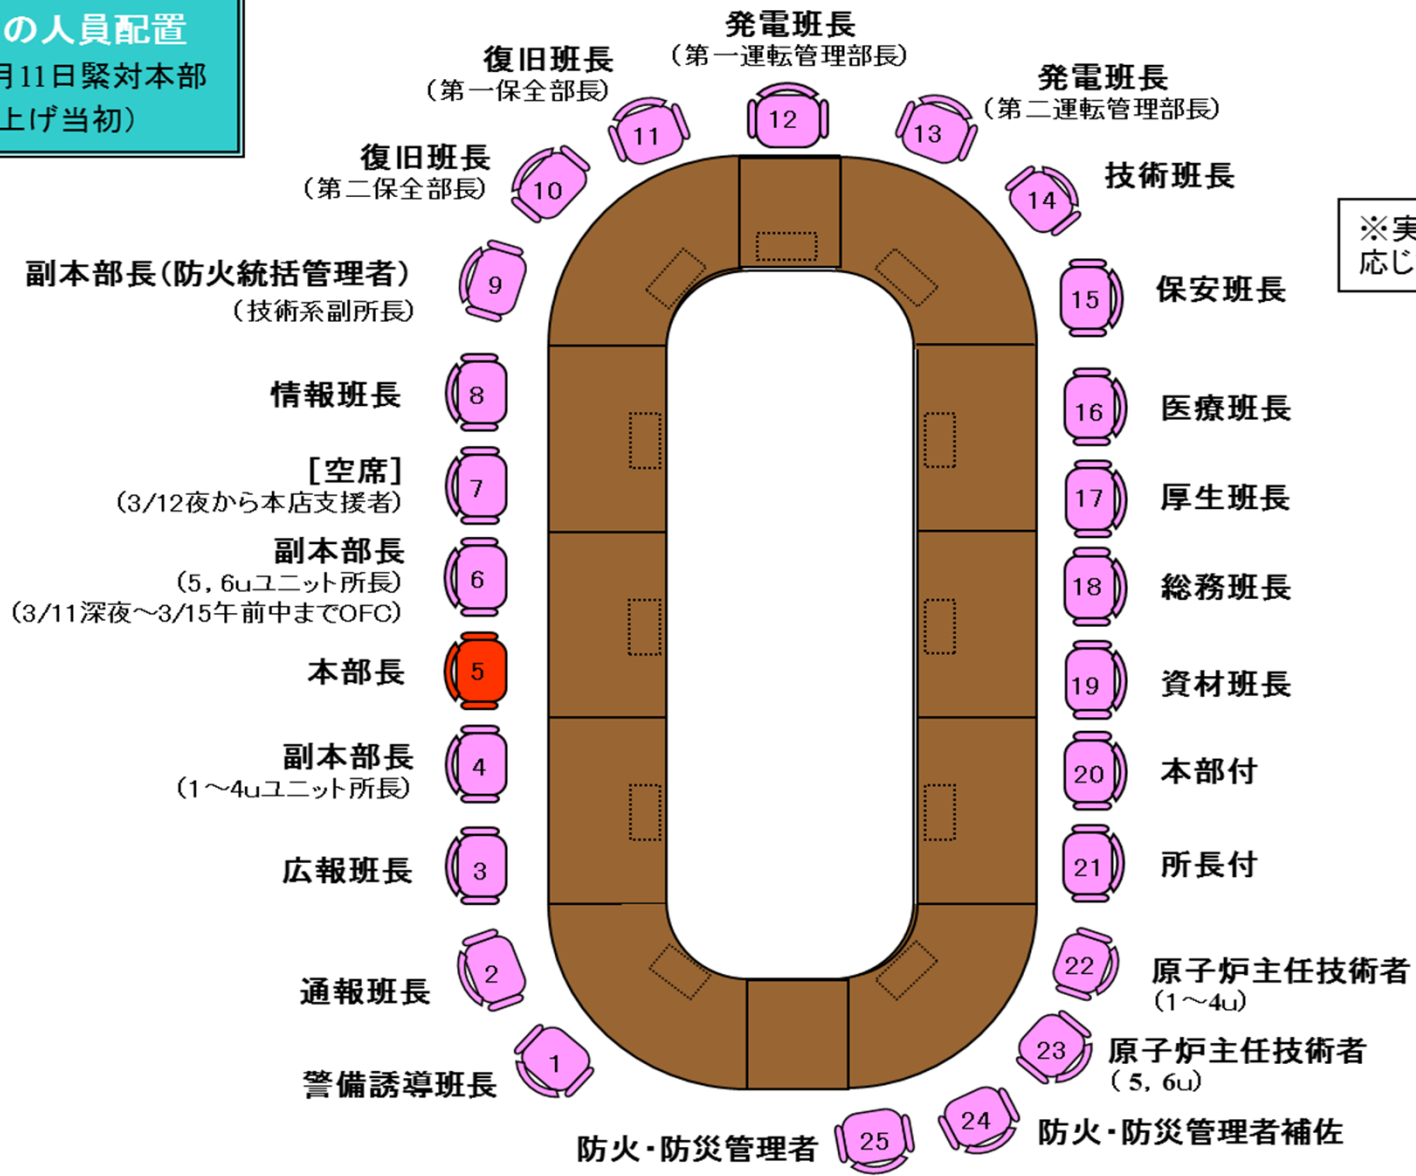 の人員配置
月11日緊対本部
上げ当初）
発電班長
（第一運転管理部長）
12
復旧班長
（第一保全部長）
11
発電班長
（第二運転管理部長）
13
復旧班長
（第二保全部長）
10
技術班長
14
※実
応じ
副本部長（防火統括管理者）
（技術系副所長）
9
15
保安班長
情報班長
8
16
医療班長
［空席］
（3/12夜から本店支援者）
7
17
厚生班長
副本部長
（5，6uユニット所長）
（3/11深夜～3/15午前中までOFC）
6
18
総務班長
本部長
5
19
資材班長
副本部長
（1～4uユニット所長）
4
20
本部付
広報班長
3
21
所長付
通報班長
2
22
原子炉主任技術者
（1～4u）
警備誘導班長
1
23
原子炉主任技術者
（ 5，6u）
24
防火・防災管理者補佐
防火・防災管理者
25